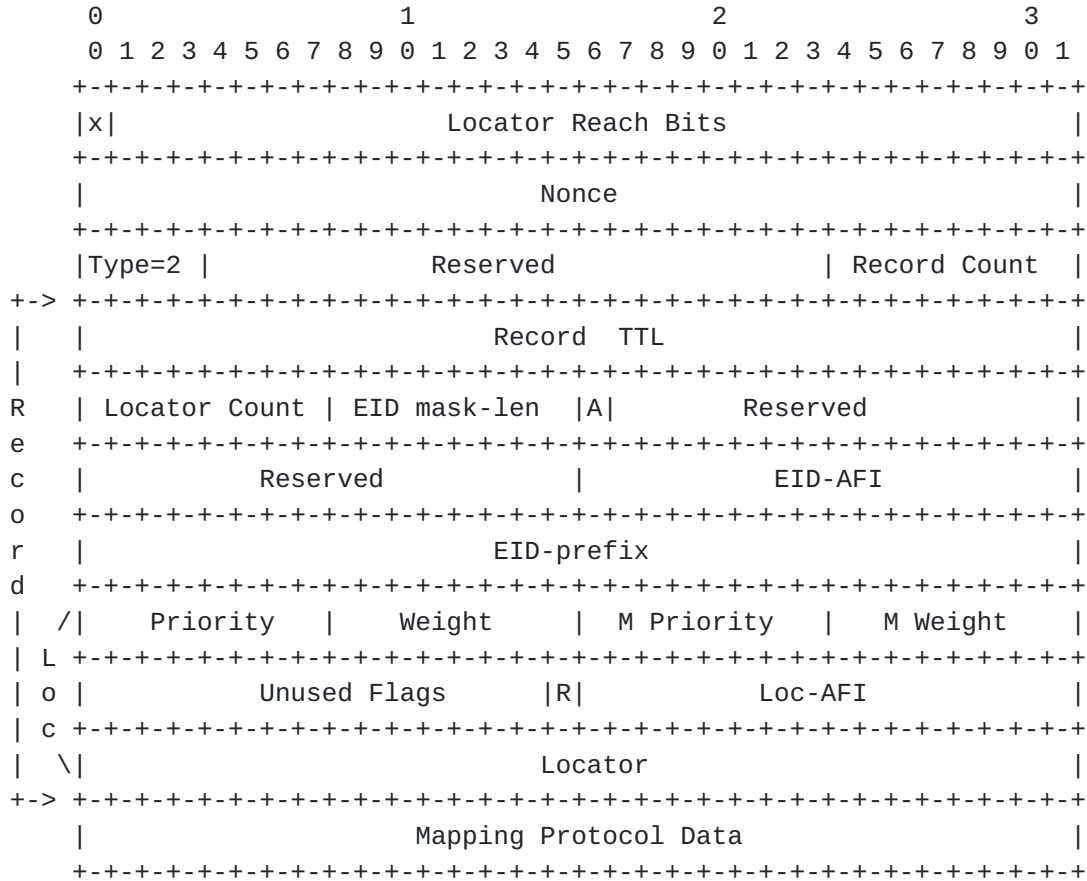 0                   1                   2                   3
        0 1 2 3 4 5 6 7 8 9 0 1 2 3 4 5 6 7 8 9 0 1 2 3 4 5 6 7 8 9 0 1
       +-+-+-+-+-+-+-+-+-+-+-+-+-+-+-+-+-+-+-+-+-+-+-+-+-+-+-+-+-+-+-+-+
       |x|                     Locator Reach Bits                      |
       +-+-+-+-+-+-+-+-+-+-+-+-+-+-+-+-+-+-+-+-+-+-+-+-+-+-+-+-+-+-+-+-+
       |                             Nonce                             |
       +-+-+-+-+-+-+-+-+-+-+-+-+-+-+-+-+-+-+-+-+-+-+-+-+-+-+-+-+-+-+-+-+
       |Type=2 |              Reserved                 | Record Count  |
   +-> +-+-+-+-+-+-+-+-+-+-+-+-+-+-+-+-+-+-+-+-+-+-+-+-+-+-+-+-+-+-+-+-+
   |   |                          Record  TTL                          |
   |   +-+-+-+-+-+-+-+-+-+-+-+-+-+-+-+-+-+-+-+-+-+-+-+-+-+-+-+-+-+-+-+-+
   R   | Locator Count | EID mask-len  |A|        Reserved             |
   e   +-+-+-+-+-+-+-+-+-+-+-+-+-+-+-+-+-+-+-+-+-+-+-+-+-+-+-+-+-+-+-+-+
   c   |           Reserved            |            EID-AFI            |
   o   +-+-+-+-+-+-+-+-+-+-+-+-+-+-+-+-+-+-+-+-+-+-+-+-+-+-+-+-+-+-+-+-+
   r   |                          EID-prefix                           |
   d   +-+-+-+-+-+-+-+-+-+-+-+-+-+-+-+-+-+-+-+-+-+-+-+-+-+-+-+-+-+-+-+-+
   |  /|    Priority   |    Weight     |  M Priority   |   M Weight    |
   | L +-+-+-+-+-+-+-+-+-+-+-+-+-+-+-+-+-+-+-+-+-+-+-+-+-+-+-+-+-+-+-+-+
   | o |           Unused Flags      |R|           Loc-AFI             |
   | c +-+-+-+-+-+-+-+-+-+-+-+-+-+-+-+-+-+-+-+-+-+-+-+-+-+-+-+-+-+-+-+-+
   |  \|                             Locator                           |
   +-> +-+-+-+-+-+-+-+-+-+-+-+-+-+-+-+-+-+-+-+-+-+-+-+-+-+-+-+-+-+-+-+-+
       |                     Mapping Protocol Data                     |
       +-+-+-+-+-+-+-+-+-+-+-+-+-+-+-+-+-+-+-+-+-+-+-+-+-+-+-+-+-+-+-+-+